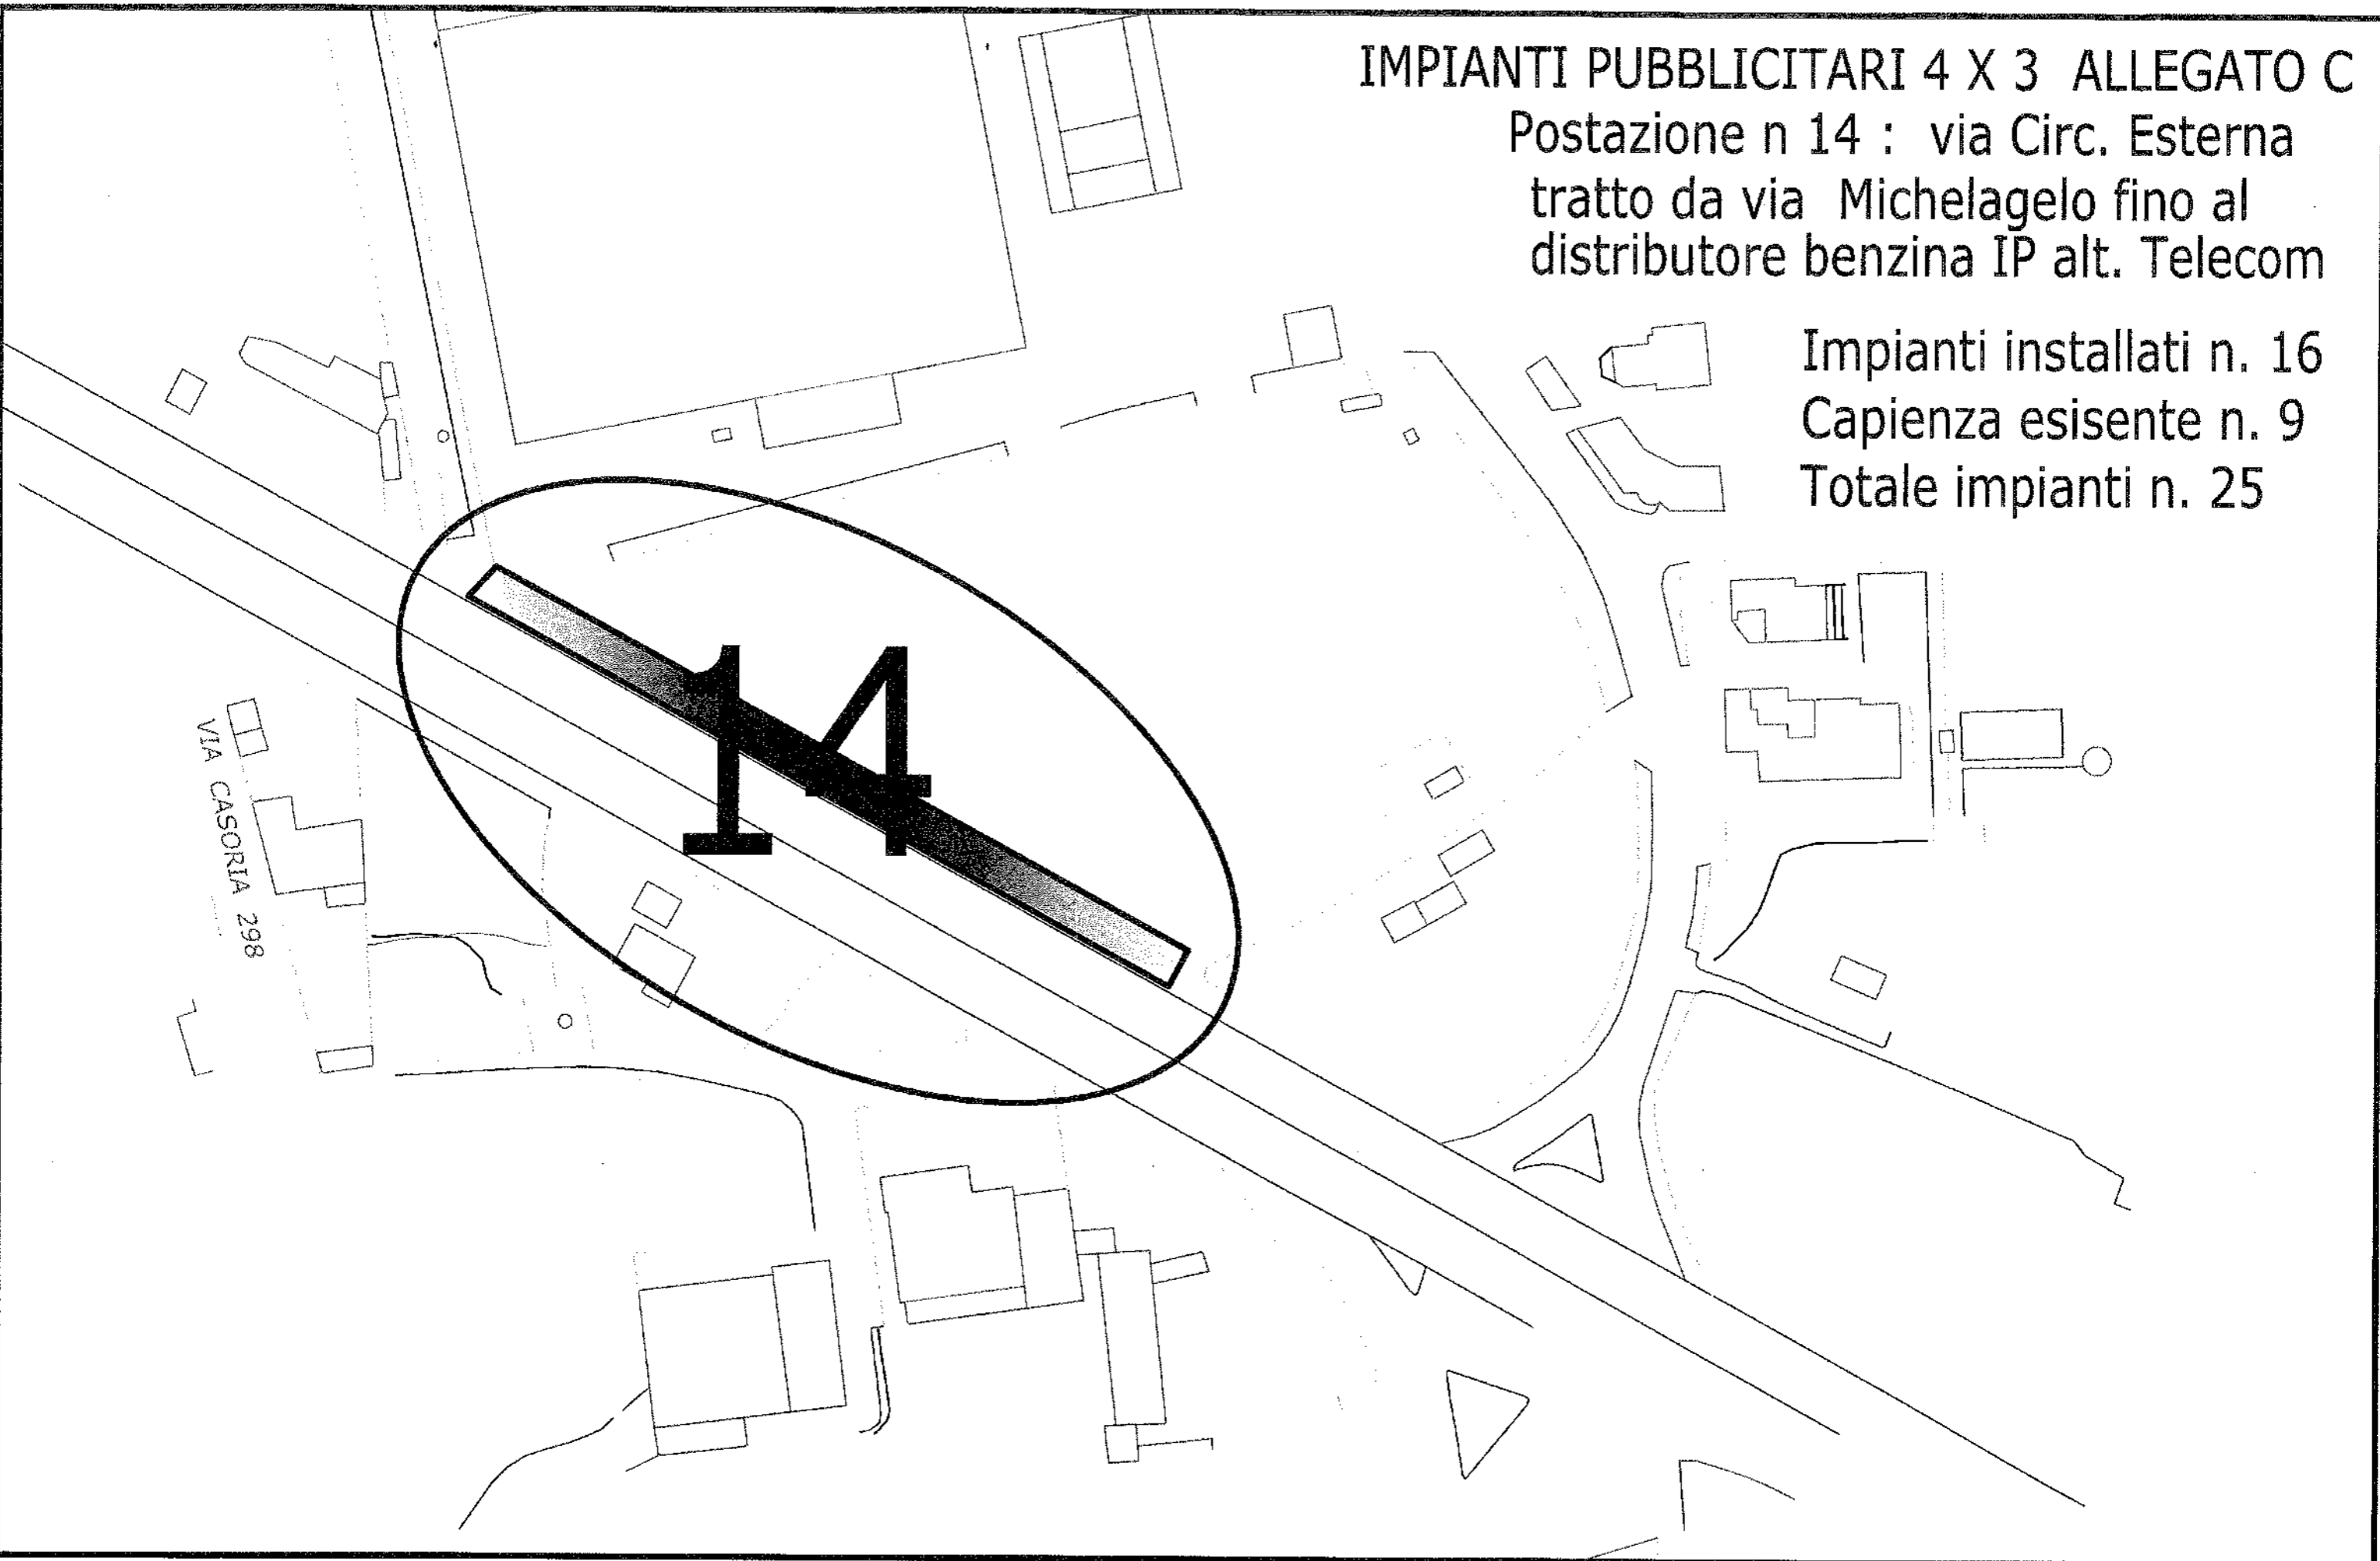 IMPIANTI PUBBLICITARI 4 X 3 ALLEGATO C
Postazione n 14 : via Circ. Esterna
tratto da via Michelagelo fino al
distributore benzina IP alt. Telecom
Impianti installati n. 16
Capienza esisente n. 9
Totale impianti n. 25
14
VIA CASORIA 298